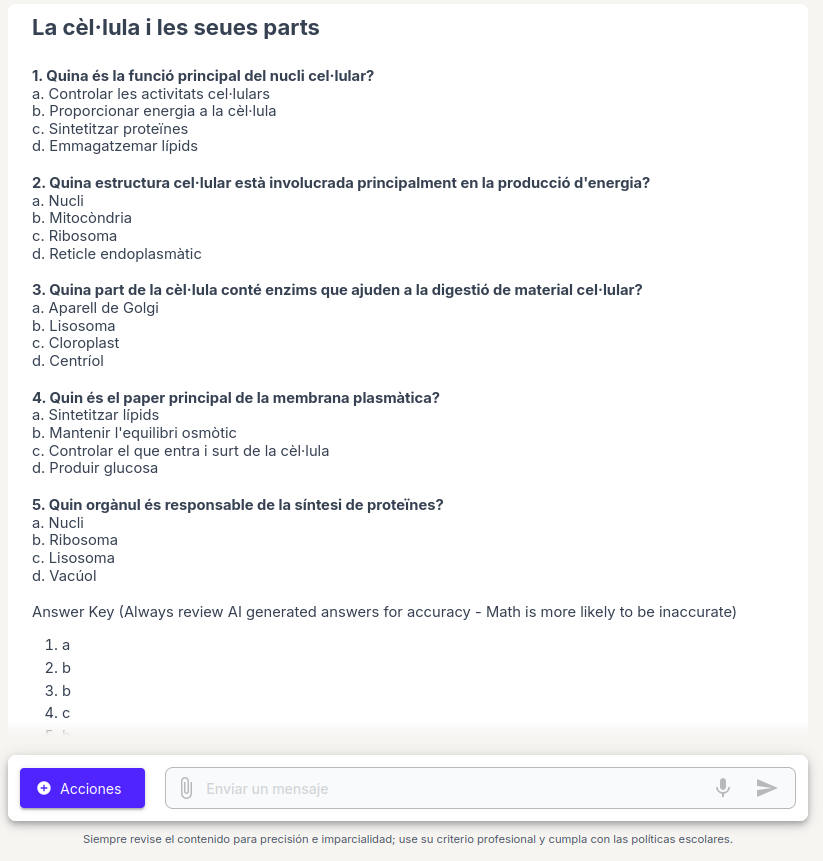 La cèl·lula i les seues parts
1. Quina és la funció principal del nucli cel·lular?
a. Controlar les activitats cel·lulars
b. Proporcionar energia a la cèl·lula
c. Sintetitzar proteïnes
d. Emmagatzemar lípids
2. Quina estructura cel·lular està involucrada principalment en la producció d'energia?
a. Nucli
b. Mitocòndria
c. Ribosoma
d. Reticle endoplasmàtic
3. Quina part de la cèl·lula conté enzims que ajuden a la digestió de material cel·lular?
a. Aparell de Golgi
b. Lisosoma
c. Cloroplast
d. Centríol
4. Quin és el paper principal de la membrana plasmàtica?
a. Sintetitzar lípids
b. Mantenir l'equilibri osmòtic
c. Controlar el que entra i surt de la cèl·lula
d. Produir glucosa
5. Quin orgànul és responsable de la síntesi de proteïnes?
a. Nucli
b. Ribosoma
c. Lisosoma
d. Vacúol
Answer Key (Always review AI generated answers for accuracy - Math is more likely to be inaccurate)
1. a
2. b
3. b
4. c
Acciones
Enviar un mensaje
Siempre revise el contenido para precisión e imparcialidad; use su criterio profesional y cumpla con las políticas escolares.